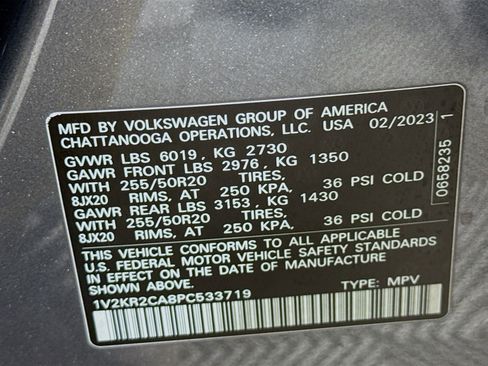 MFD BY VOLKSWAGEN GROUP OF AMERICA
CHATTANOOGA OPERATIONS, LLC. USA 02/2023
GVWR LBS 6019, KG 2730
GAWR FRONT LBS 2976, KG 1350
WITH 255/50R20 TIRES,
8JX20 RIMS, AT 250 KPA, 36 PSI COLD
GAWR REAR LBS 3153, KG 1430
WITH 255/50R20 TIRES,
8JX20 RIMS, AT 250 KPA, 36 PSI COLD
THIS VEHICLE CONFORMS TO ALL APPLICABLE
U.S. FEDERAL MOTOR VEHICLE SAFETY STANDARDS
IN EFFECT ON THE DATE OF MANUFACTURE
SHOWN ABOVE.
1V2KR2CA8PC533719 TYPE: MPV
0658235 1